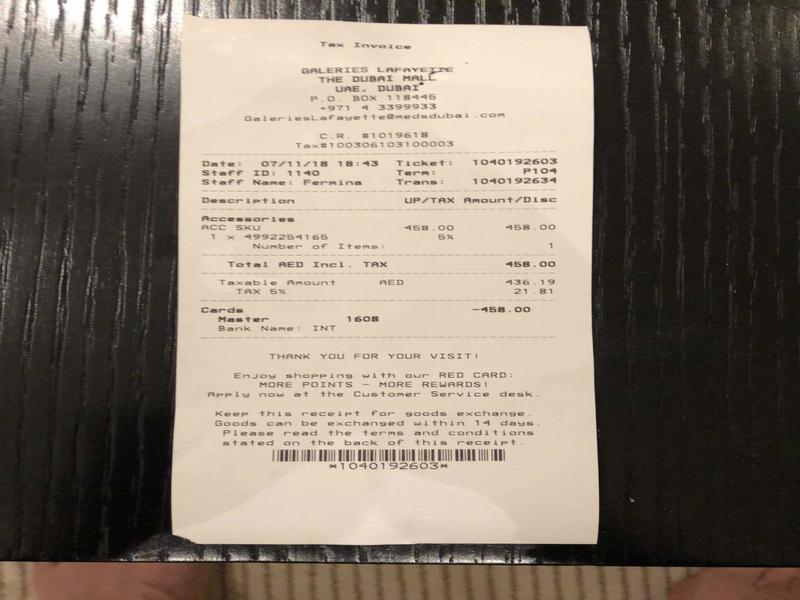 Tax Invoice
GALERIES LAFAYETTE
THE DUBAI MALL
UAE, DUBAI
P.O. BOX 118445
+971 4 3399933
GaleriesLafayette@medsdubai.com
C.R. #1019618
Tax#100306103100003
Date: 07/11/18 18:43 Ticket: 1040192603
Staff ID: 1140 Term: P104
Staff Name: Fermina Trans: 1040192634
Description UP/TAX Amount/Disc
Accessories
ACC SKU 458.00 458.00
1 x 4992254165 5%
Number of Items: 1
Total AED Incl. TAX 458.00
Taxable Amount AED 436.19
TAX 5% 21.81
Cards -458.00
Master 1608
Bank Name: INT
THANK YOU FOR YOUR VISIT!
Enjoy shopping with our RED CARD:
MORE POINTS - MORE REWARDS!
Apply now at the Customer Service desk.
Keep this receipt for goods exchange.
Goods can be exchanged within 14 days.
Please read the terms and conditions
stated on the back of this receipt.
*1040192603*